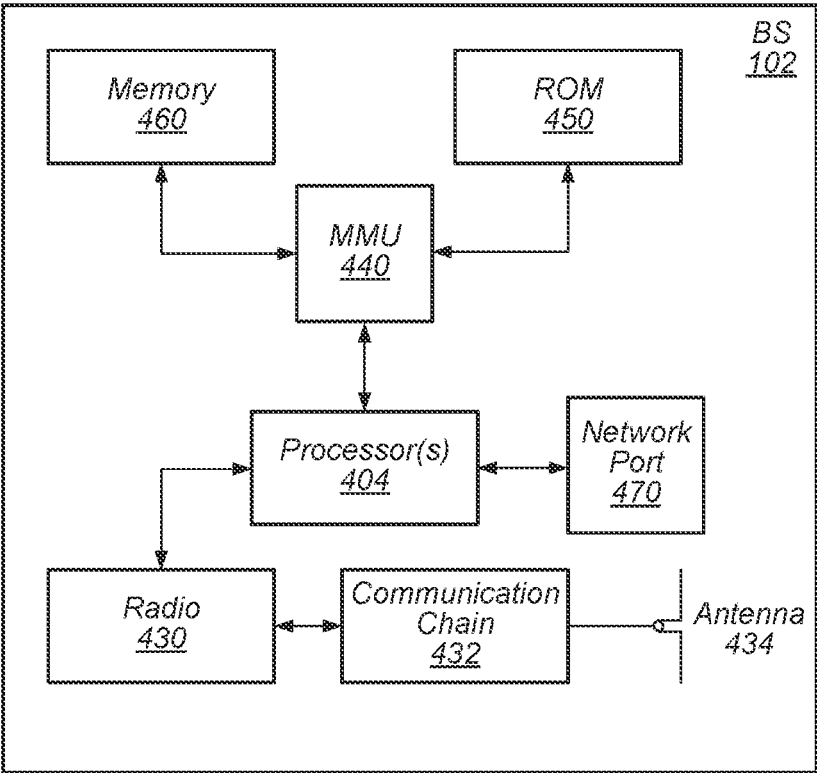 BS
102
Memory
460
ROM
450
MMU
440
Processor(s)
404
Network
Port
470
Radio
430
Communication
Chain
432
Antenna
434